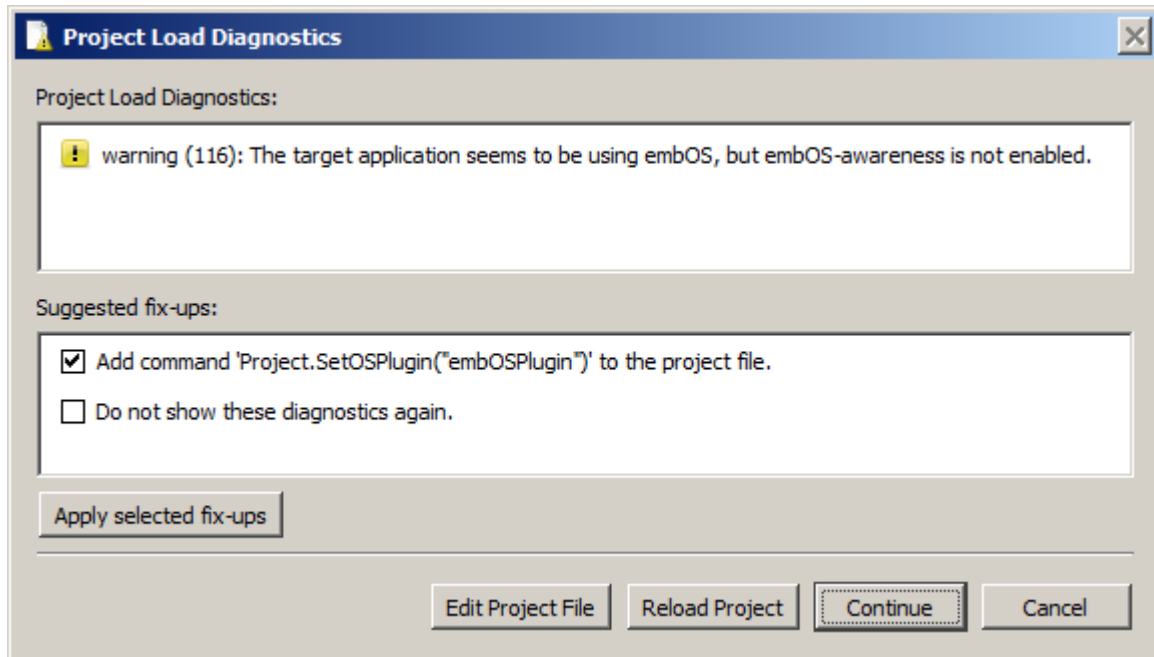 Project Load Diagnostics
Project Load Diagnostics:
warning (116): The target application seems to be using embOS, but embOS-awareness is not enabled.
Suggested fix-ups:
Add command 'Project.SetOSPlugin("embOSPlugin")' to the project file.
Do not show these diagnostics again.
Apply selected fix-ups
Edit Project File Reload Project Continue Cancel